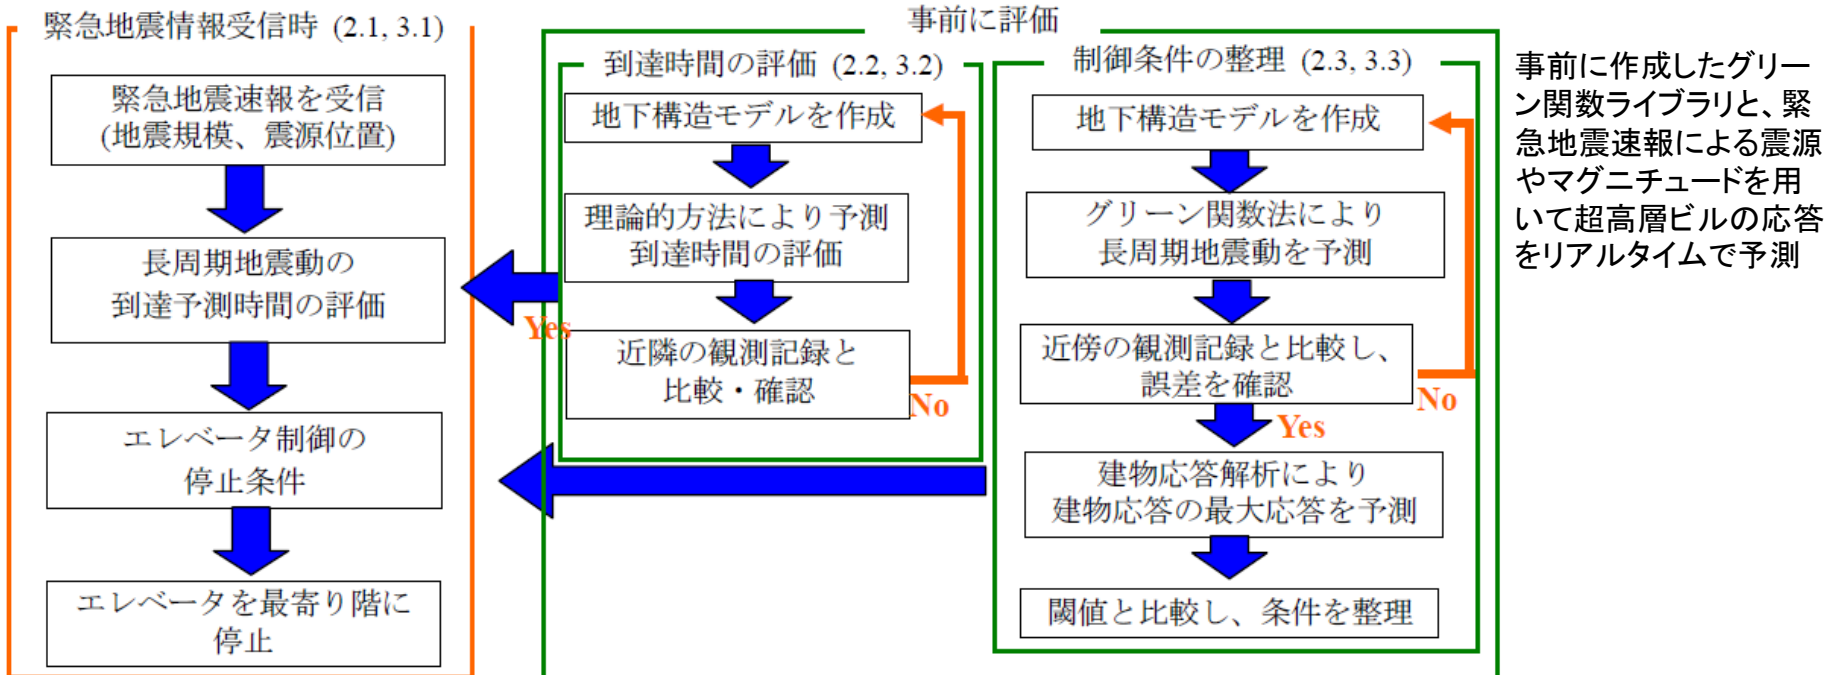 緊急地震情報受信時 (2.1, 3.1)
緊急地震速報を受信
(地震規模、震源位置)
長周期地震動の
到達予測時間の評価
エレベータ制御の
停止条件
エレベータを最寄り階に
停止
事前に評価
到達時間の評価 (2.2, 3.2)
地下構造モデルを作成
理論的方法により予測
到達時間の評価
Yes
近隣の観測記録と
比較・確認
No
制御条件の整理 (2.3, 3.3)
地下構造モデルを作成
グリーン関数法により
長周期地震動を予測
近傍の観測記録と比較し、
誤差を確認
No
Yes
建物応答解析により
建物応答の最大応答を予測
閾値と比較し、条件を整理
事前に作成したグリー
ン関数ライブラリと、緊
急地震速報による震源
やマグニチュードを用
いて超高層ビルの応答
をリアルタイムで予測